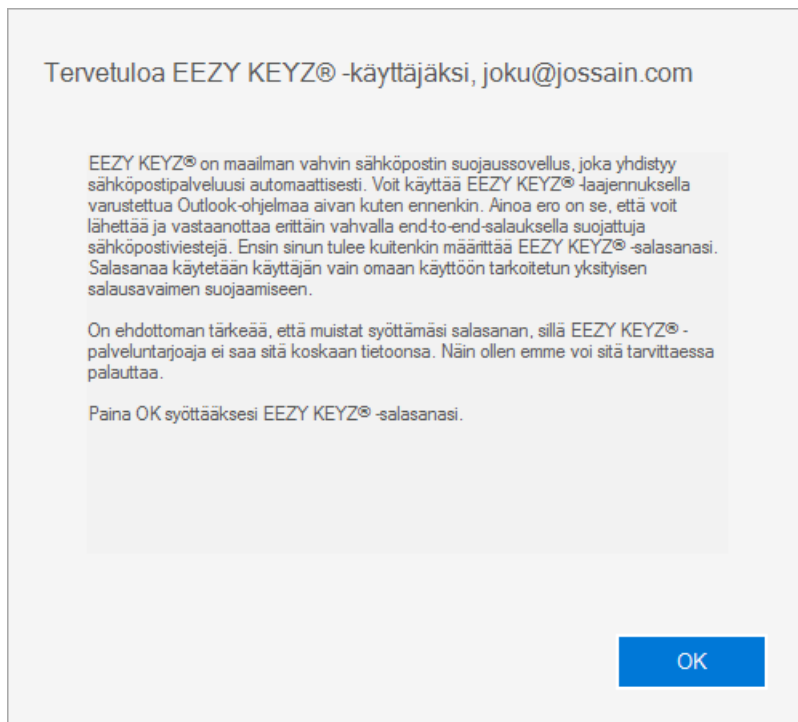 Tervetuloa EEZY KEYZ® -käyttäjäksi, joku@jossain.com
EEZY KEYZ® on maailman vahvin sähköpostin suojaussovellus, joka yhdistyy
sähköpostipalveluusi automaattisesti. Voit käyttää EEZY KEYZ® -laajennuksella
varustettua Outlook-ohjelmaa aivan kuten ennenkin. Ainoa ero on se, että voit
lähettää ja vastaanottaa erittäin vahvalla end-to-end-salauksella suojattuja
sähköpostiviestejä. Ensin sinun tulee kuitenkin määrittää EEZY KEYZ® -salasanasi.
Salasanaa käytetään käyttäjän vain omaan käyttöön tarkoitetun yksityisen
salausavaimen suojaamiseen.
On ehdottoman tärkeää, että muistat syöttämäsi salasanan, sillä EEZY KEYZ® -
palveluntarjoaja ei saa sitä koskaan tietoonsa. Näin ollen emme voi sitä tarvittaessa
palauttaa.
Paina OK syöttääksesi EEZY KEYZ® -salasanasi.
OK